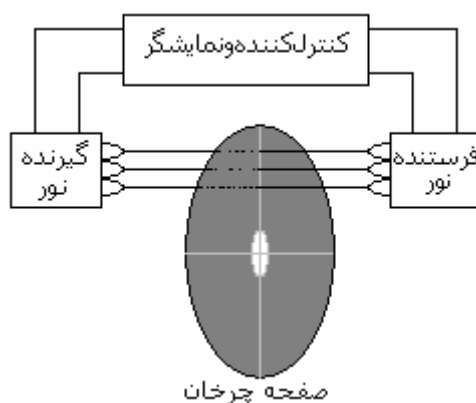 کنترل‌کننده‌ونمایشگر
فرستنده
نور
گیرنده
نور
صفحه چرخان